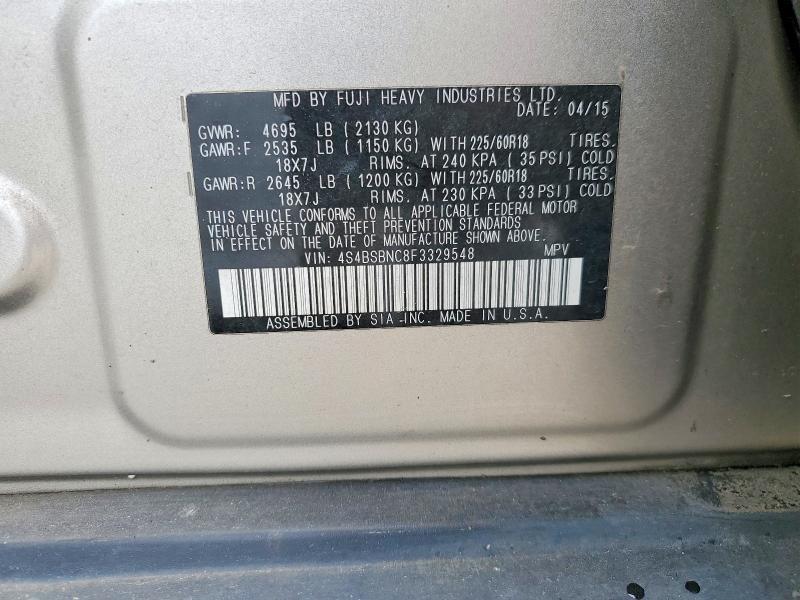 MFD BY FUJI HEAVY INDUSTRIES LTD.
DATE: 04/15
GVWR: 4695 LB (2130 KG)
GAWR:F 2535 LB (1150 KG) WITH 225/60R18 TIRES.
18X7J RIMS. AT 240 KPA (35 PSI) COLD
GAWR:R 2645 LB (1200 KG) WITH 225/60R18 TIRES.
18X7J RIMS. AT 230 KPA (33 PSI) COLD
THIS VEHICLE CONFORMS TO ALL APPLICABLE FEDERAL MOTOR
VEHICLE SAFETY AND THEFT PREVENTION STANDARDS
IN EFFECT ON THE DATE OF MANUFACTURE SHOWN ABOVE.
VIN: 4S4BSBNC8F3329548 MPV
ASSEMBLED BY SIA INC. MADE IN U.S.A.